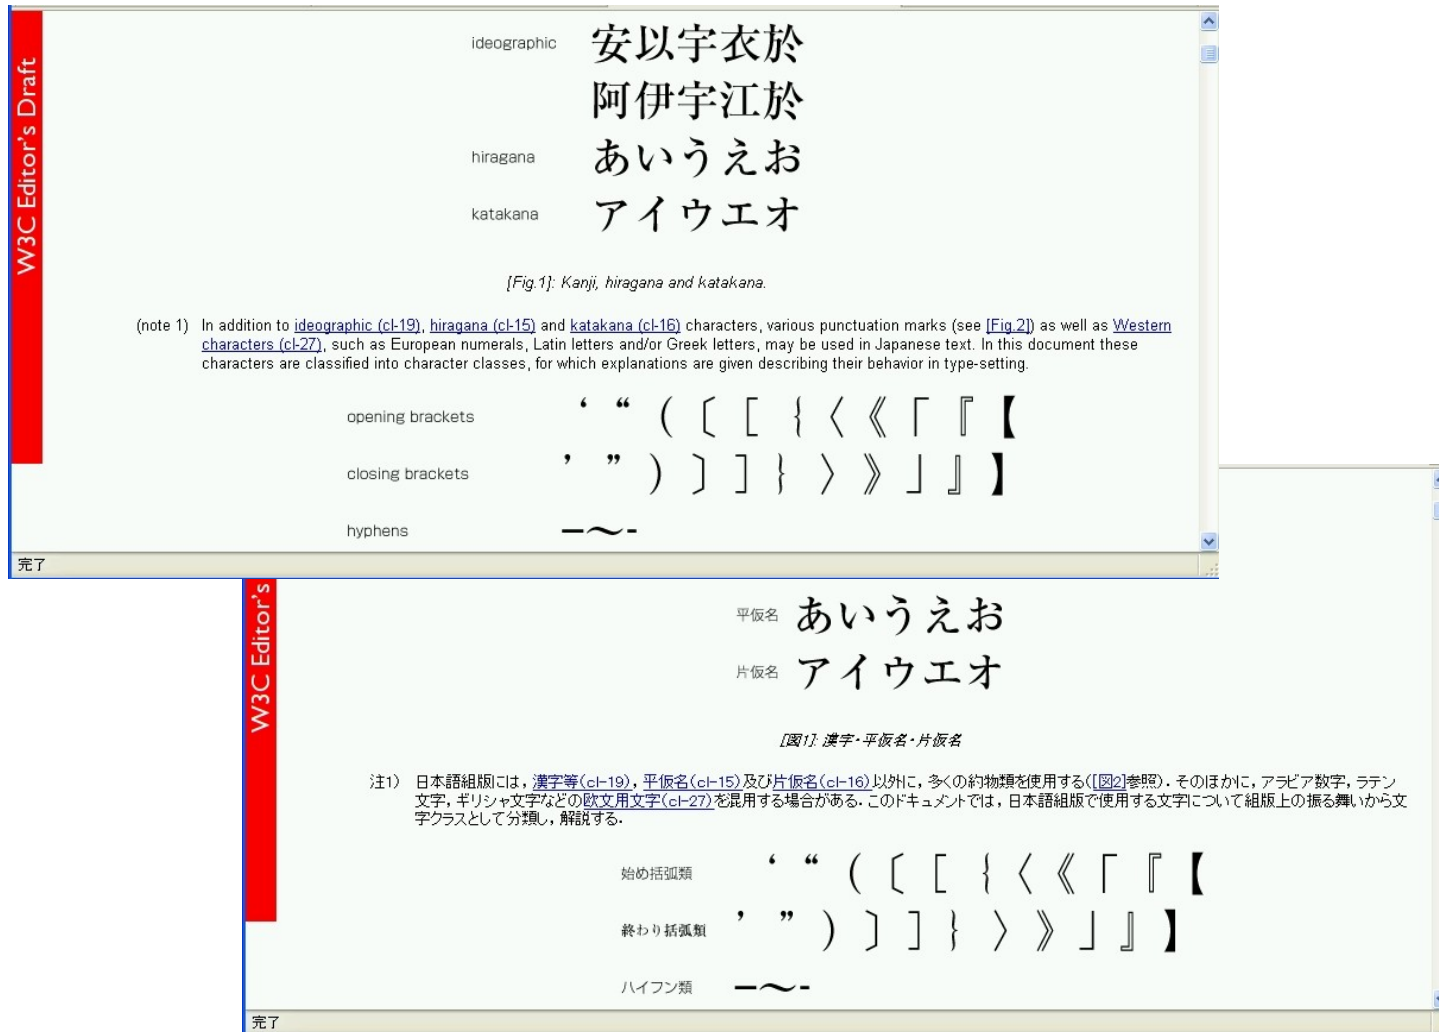 W3C Editor's Draft
ideographic 安以宇衣於
阿伊宇江於
hiragana あいうえお
katakana アイウエオ
[Fig.1]: Kanji, hiragana and katakana.
(note 1) In addition to ideographic (cl-19), hiragana (cl-15) and katakana (cl-16) characters, various punctuation marks (see [Fig.2]) as well as Western
characters (cl-27), such as European numerals, Latin letters and/or Greek letters, may be used in Japanese text. In this document these
characters are classified into character classes, for which explanations are given describing their behavior in type-setting.
opening brackets ‘ “ ( 〔 [ { 〈 《 「 『 【
closing brackets ’ ” ) 〕 ] } 〉 》 」 』 】
hyphens ‐〜-
完了
W3C Editor's
平仮名 あいうえお
片仮名 アイウエオ
[図1]: 漢字・平仮名・片仮名
注1) 日本語組版には,漢字等(cl-19),平仮名(cl-15)及び片仮名(cl-16)以外に,多くの約物類を使用する([図2]参照).そのほかに,アラビア数字,ラテン
文字,ギリシャ文字などの欧文用文字(cl-27)を混用する場合がある.このドキュメントでは,日本語組版で使用する文字について組版上の振る舞いから文
字クラスとして分類し,解説する.
始め括弧類 ‘ “ ( 〔 [ { 〈 《 「 『 【
終わり括弧類 ’ ” ) 〕 ] } 〉 》 」 』 】
ハイフン類 ‐〜-
完了